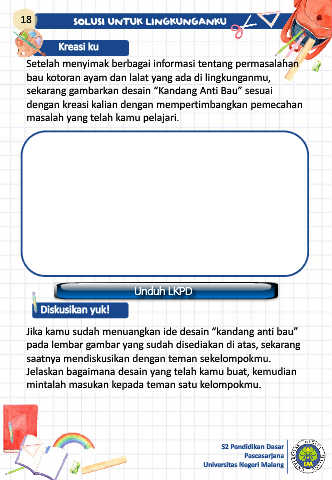 18
SOLUSI UNTUK LINGKUNGANKU
Kreasi ku
Setelah menyimak berbagai informasi tentang permasalahan
bau kotoran ayam dan lalat yang ada di lingkunganmu,
sekarang gambarkan desain “Kandang Anti Bau” sesuai
dengan kreasi kalian dengan mempertimbangkan pemecahan
masalah yang telah kamu pelajari.
Unduh LKPD
Diskusikan yuk!
Jika kamu sudah menuangkan ide desain “kandang anti bau”
pada lembar gambar yang sudah disediakan di atas, sekarang
saatnya mendiskusikan dengan teman sekelompokmu.
Jelaskan bagaimana desain yang telah kamu buat, kemudian
mintalah masukan kepada teman satu kelompokmu.
S2 Pendidikan Dasar
Pascasarjana
Universitas Negeri Malang